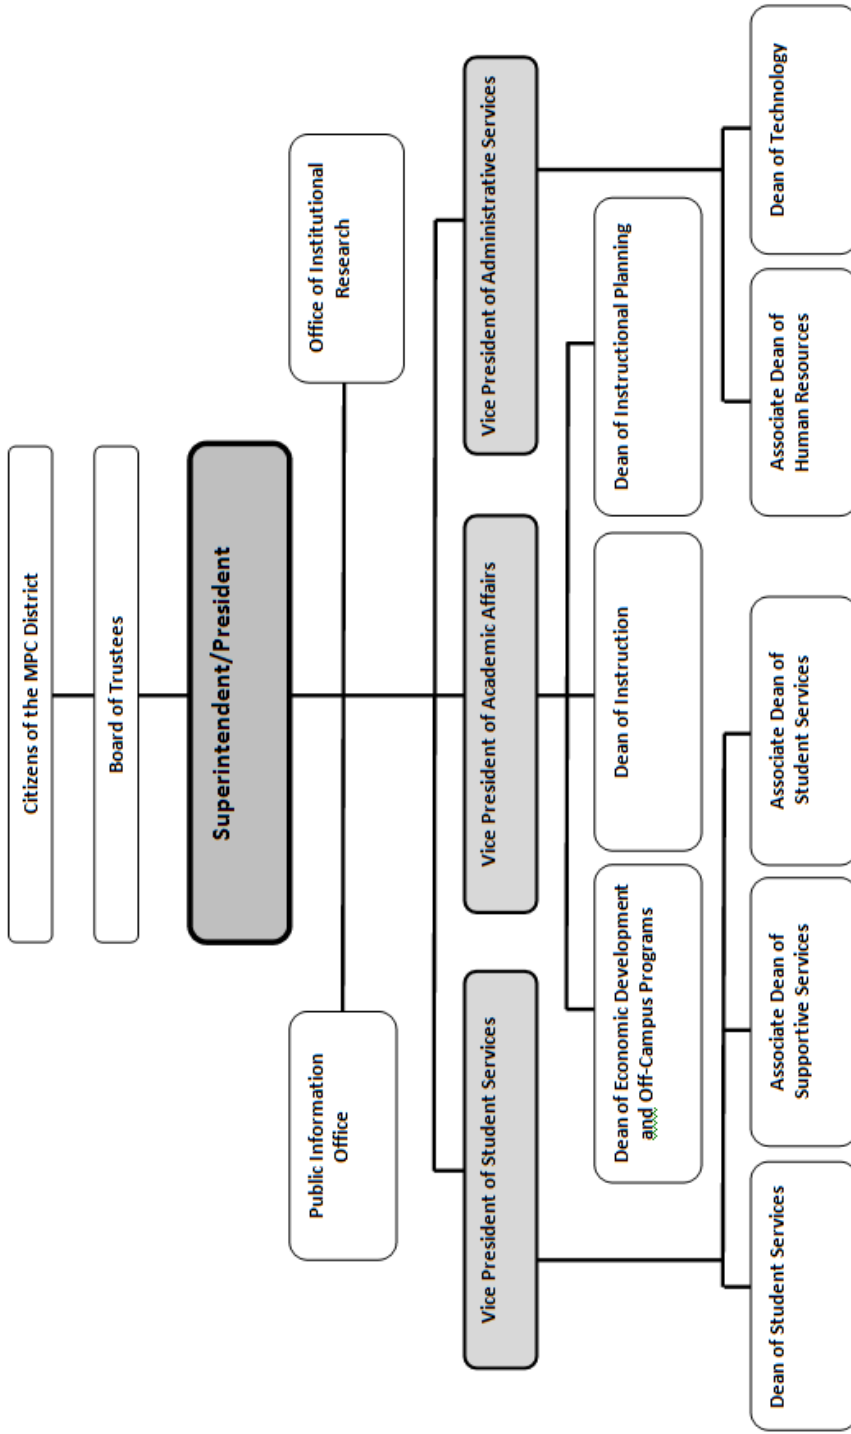 Citizens of the MPC District
Board of Trustees
Superintendent/President
Public Information
Office
Office of Institutional
Research
Vice President of Student Services
Vice President of Academic Affairs
Vice President of Administrative Services
Dean of Economic Development
and Off-Campus Programs
Dean of Instruction
Dean of Instructional Planning
Dean of Student Services
Associate Dean of
Supportive Services
Associate Dean of
Student Services
Associate Dean of
Human Resources
Dean of Technology